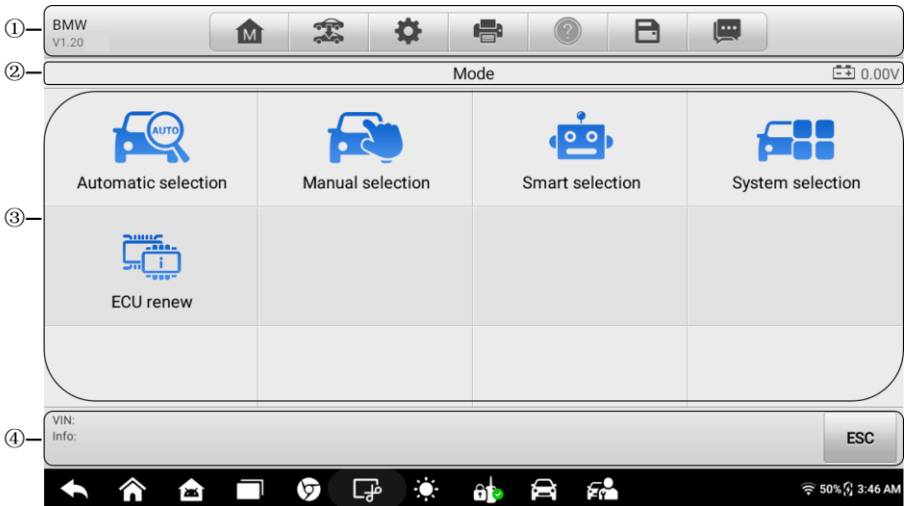 ①
BMW
V1.20
M
?
②
Mode
0.00V
AUTO
Automatic selection
Manual selection
Smart selection
System selection
③
i
ECU renew
④
VIN:
Info:
ESC
50% 3:46 AM